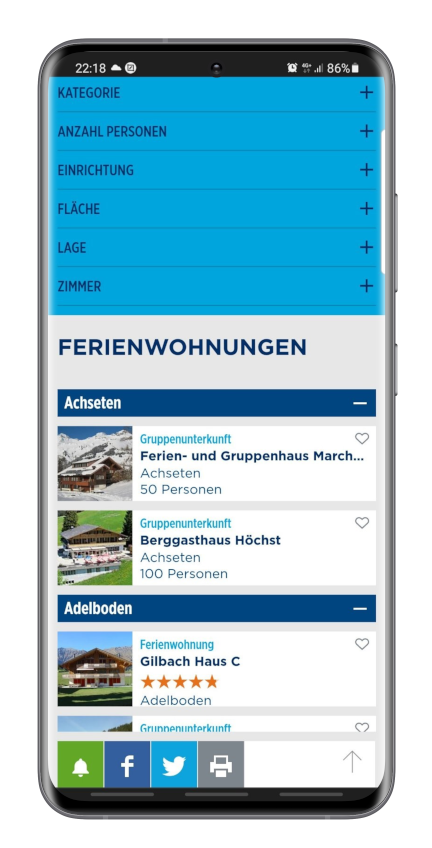 22:18
86%
KATEGORIE
ANZAHL PERSONEN
EINRICHTUNG
FLÄCHE
LAGE
ZIMMER
FERIENWOHNUNGEN
Achseten
Gruppenunterkunft
Ferien- und Gruppenhaus March...
Achseten
50 Personen
Gruppenunterkunft
Berggasthaus Höchst
Achseten
100 Personen
Adelboden
Ferienwohnung
Gilbach Haus C
Adelboden
Gruppenunterkunft